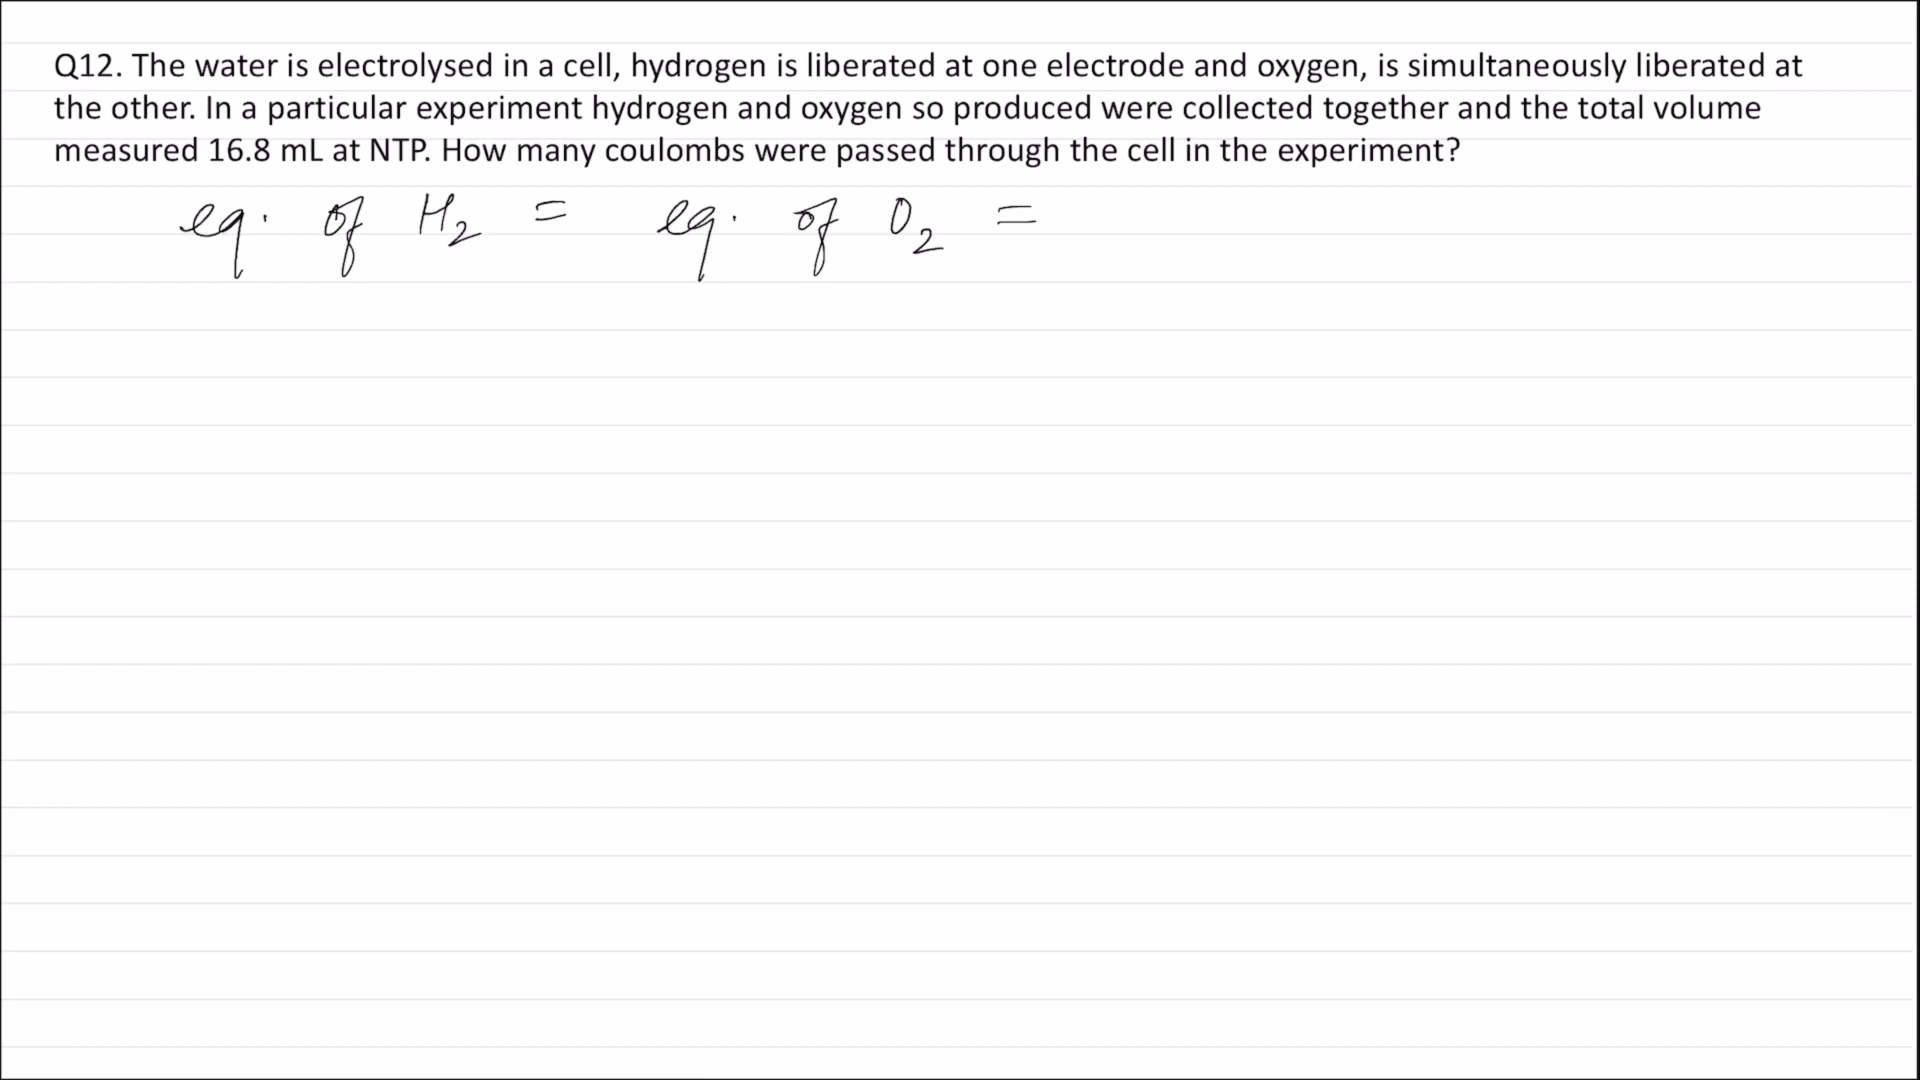 Q12. The water is electrolysed in a cell, hydrogen is liberated at one electrode and oxygen, is simultaneously liberated at
the other. In a particular experiment hydrogen and oxygen so produced were collected together and the total volume
measured 16.8 mL at NTP. How many coulombs were passed through the cell in the experiment?
eq. of H₂ = eq. of O₂ =